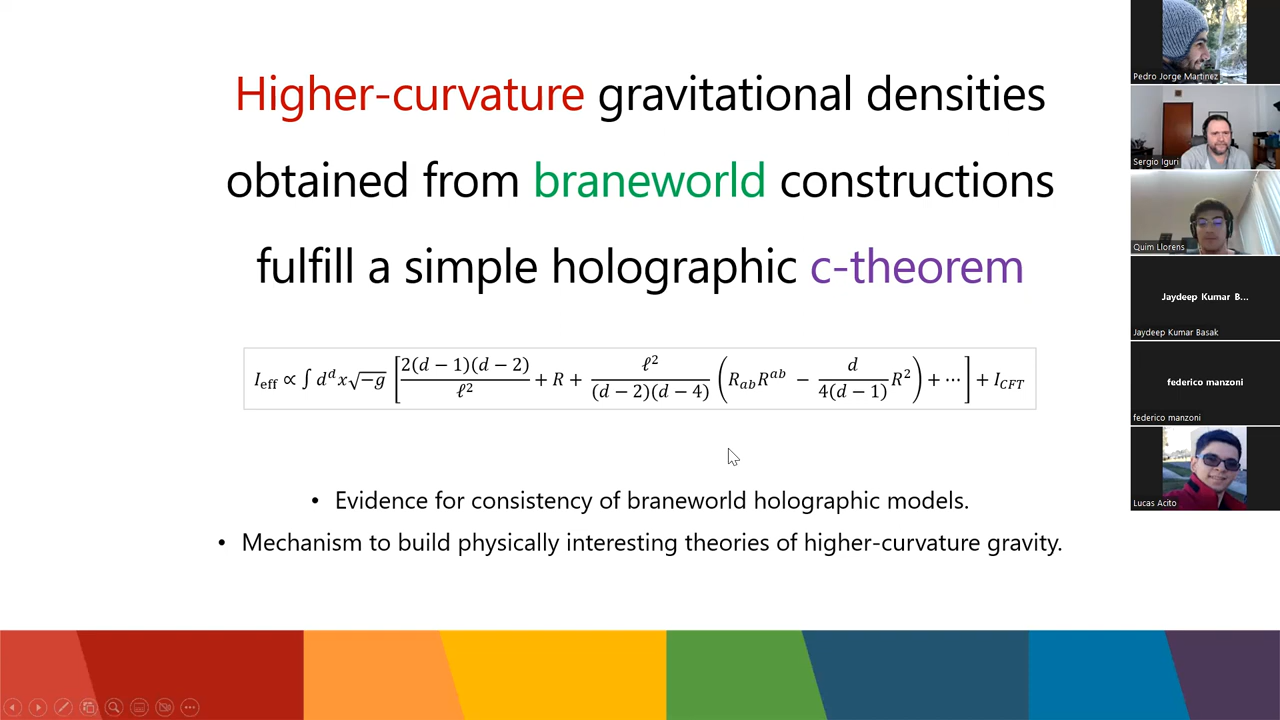 Higher-curvature gravitational densities
obtained from braneworld constructions
fulfill a simple holographic c-theorem
I_eff ∝ ∫ d^d x √−g [ 2(d − 1)(d − 2) / ℓ² + R + ℓ² / (d − 2)(d − 4) ( R_ab R^ab − d / 4(d − 1) R² ) + ⋯ ] + I_CFT
• Evidence for consistency of braneworld holographic models.
• Mechanism to build physically interesting theories of higher-curvature gravity.
Pedro Jorge Martinez
Sergio Iguri
Quim Llorens
Jaydeep Kumar B...
Jaydeep Kumar Basak
federico manzoni
federico manzoni
Lucas Acito